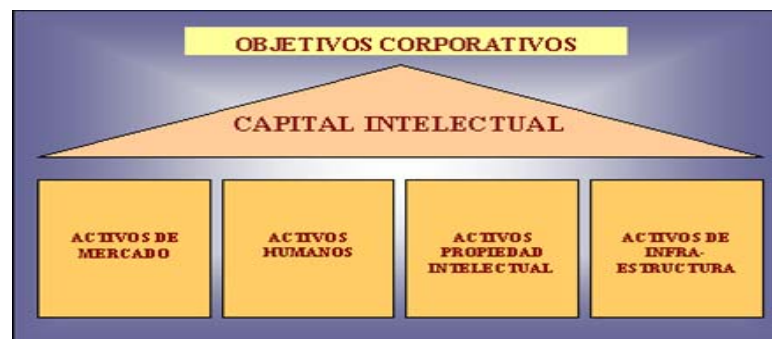 OBJETIVOS CORPORATIVOS
CAPITAL INTELECTUAL
ACTIVOS DE
MERCADO
ACTIVOS
HUMANOS
ACTIVOS
PROPIEDAD
INTELECTUAL
ACTIVOS DE
INFRA-
ESTRUCTURA